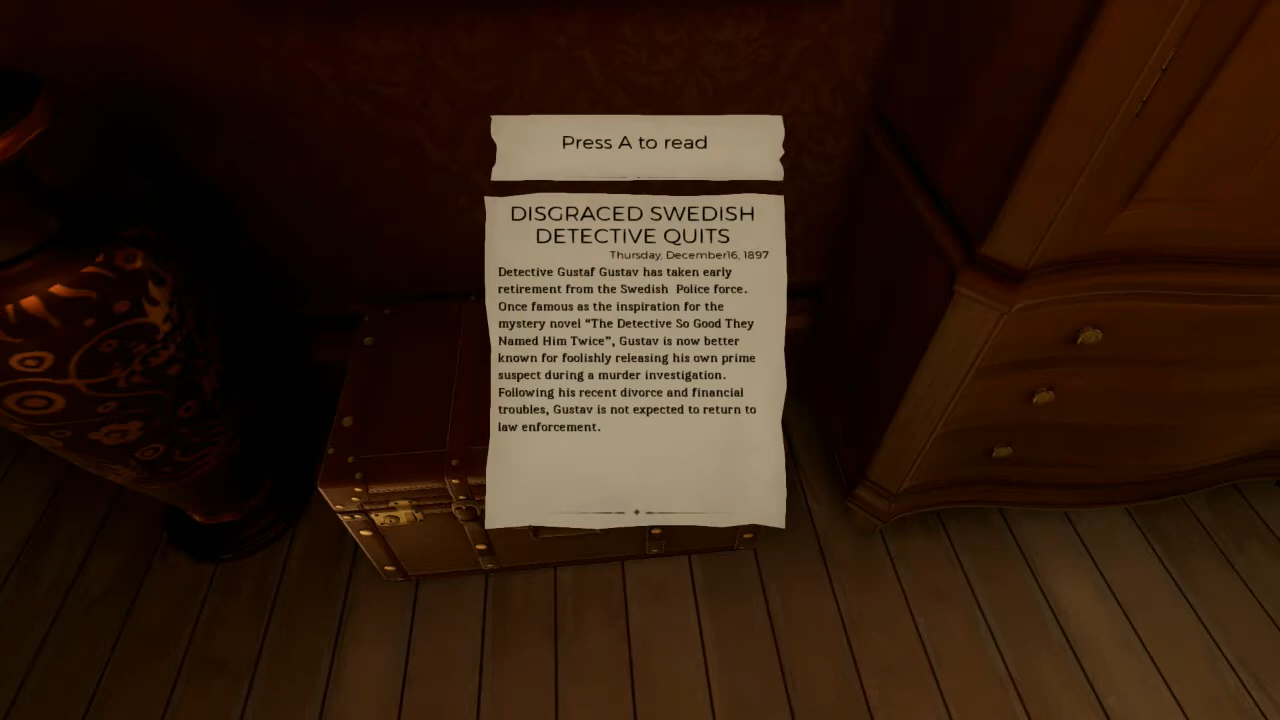 Press A to read
DISGRACED SWEDISH
DETECTIVE QUITS
Thursday, December16, 1897
Detective Gustaf Gustav has taken early
retirement from the Swedish  Police force.
Once famous as the inspiration for the
mystery novel “The Detective So Good They
Named Him Twice”, Gustav is now better
known for foolishly releasing his own prime
suspect during a murder investigation.
Following his recent divorce and financial
troubles, Gustav is not expected to return to
law enforcement.